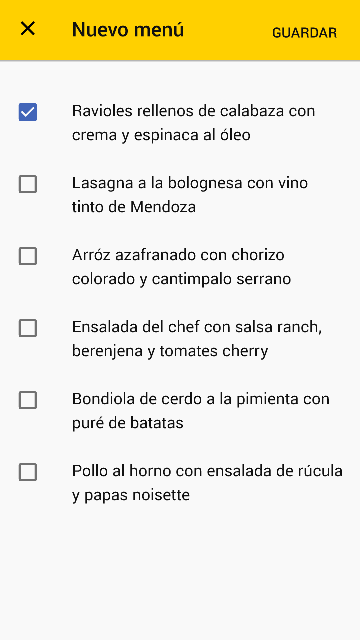 Nuevo menú
GUARDAR
Ravioles rellenos de calabaza con
crema y espinaca al óleo
Lasagna a la bolognesa con vino
tinto de Mendoza
Arróz azafranado con chorizo
colorado y cantimpalo serrano
Ensalada del chef con salsa ranch,
berenjena y tomates cherry
Bondiola de cerdo a la pimienta con
puré de batatas
Pollo al horno con ensalada de rúcula
y papas noisette